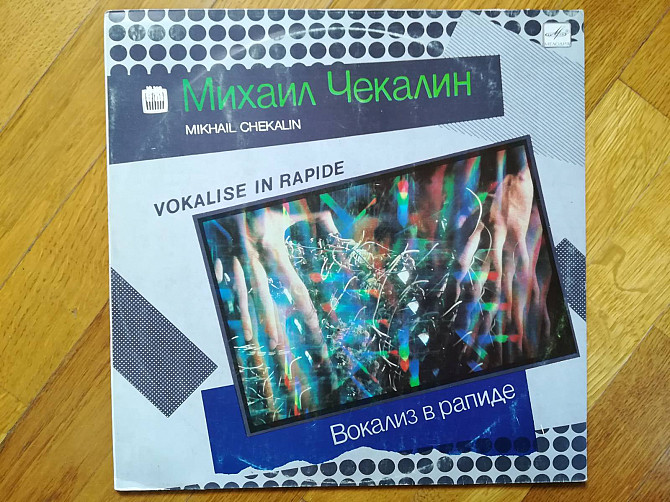 Михаил Чекалин
MIKHAIL CHEKALIN
VOKALISE IN RAPIDE
Вокализ в рапиде